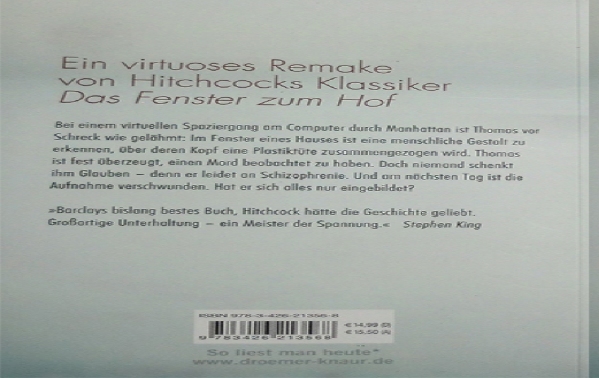 Ein virtuoses Remake
von Hitchcocks Klassiker
Das Fenster zum Hof
Bei einem virtuellen Spaziergang am Computer durch Manhattan ist Thomas vor
Schreck wie gelähmt: Im Fenster eines Hauses ist eine menschliche Gestalt zu
erkennen, über deren Kopf eine Plastiktüte zusammengezogen wird. Thomas
ist fest überzeugt, einen Mord beobachtet zu haben. Doch niemand schenkt
ihm Glauben – denn er leidet an Schizophrenie. Und am nächsten Tag ist die
Aufnahme verschwunden. Hat er sich alles nur eingebildet?
»Barclays bislang bestes Buch, Hitchcock hätte die Geschichte geliebt.
Großartige Unterhaltung – ein Meister der Spannung.« Stephen King
ISBN 978-3-426-21356-8
€ 14,99 (D)
€ 15,50 (A)
9 783426 213568
So liest man heute*
www.droemer-knaur.de